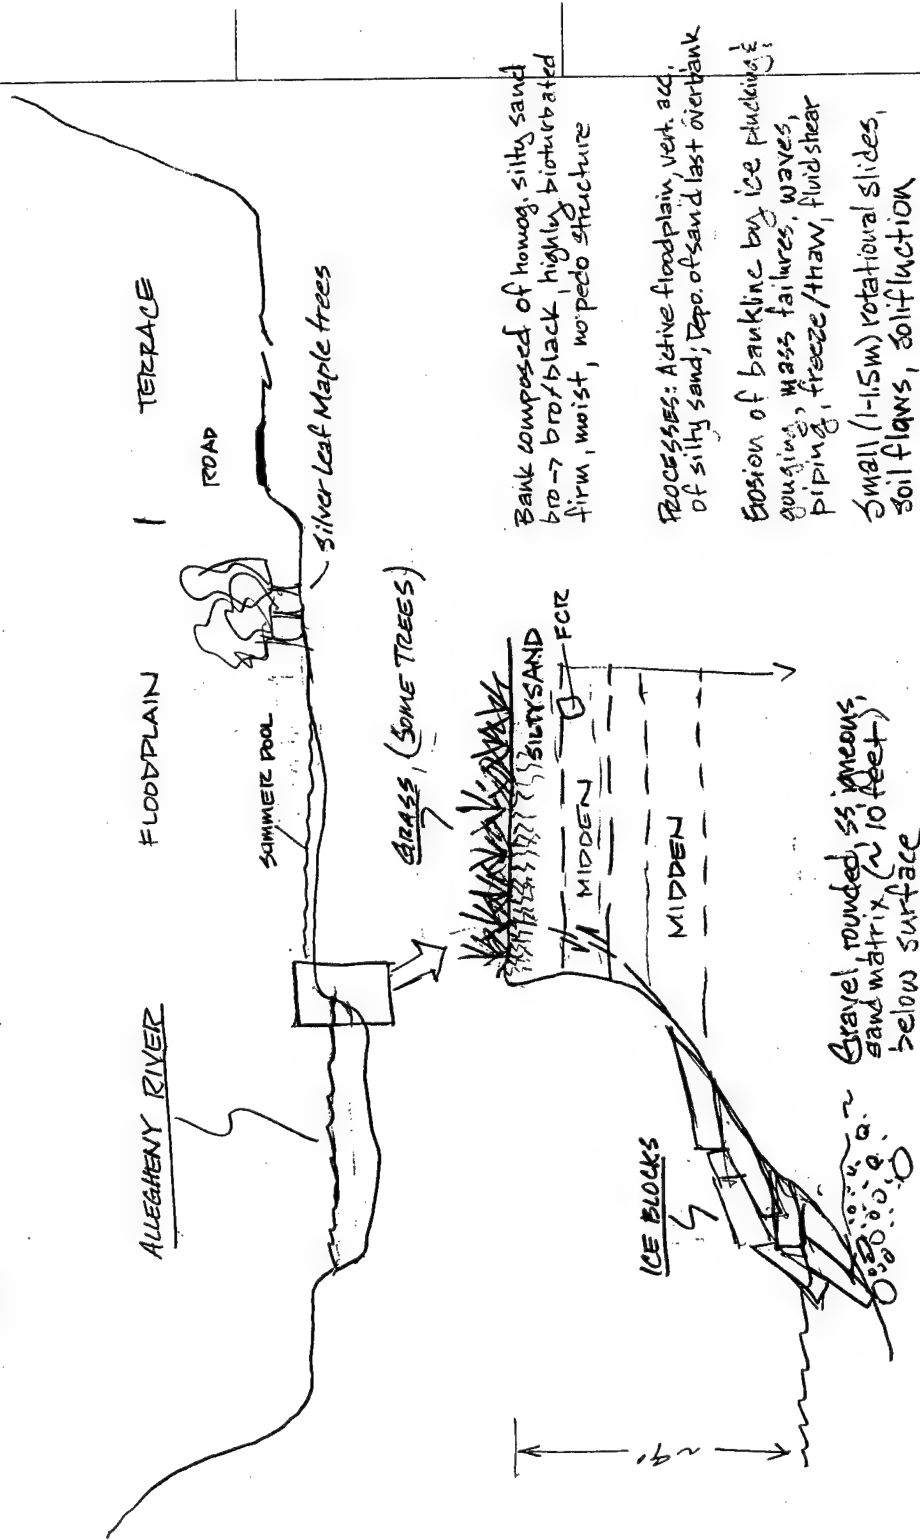 FLOODPLAIN | TERRACE
ROAD
SUMMER POOL
ALLEGHENY RIVER
Silver Leaf Maple trees
GRASS, (SOME TREES)
SILTY SAND
FCR
MIDDEN
MIDDEN
ICE BLOCKS
~9'
Gravel, rounded, ss, igneous,
sand matrix (~10 feet)
below surface
Bank composed of homog. silty sand
bro -> bro/black, highly bioturbated
firm, moist, no pedo structure
PROCESSES: Active floodplain, vert. acc.
of silty sand; Depo. of sand last overbank
Erosion of bankline by ice plucking &
gouging, mass failures, waves,
piping, freeze/thaw, fluid shear
Small (1-1.5m) rotational slides,
soil flows, solifluction